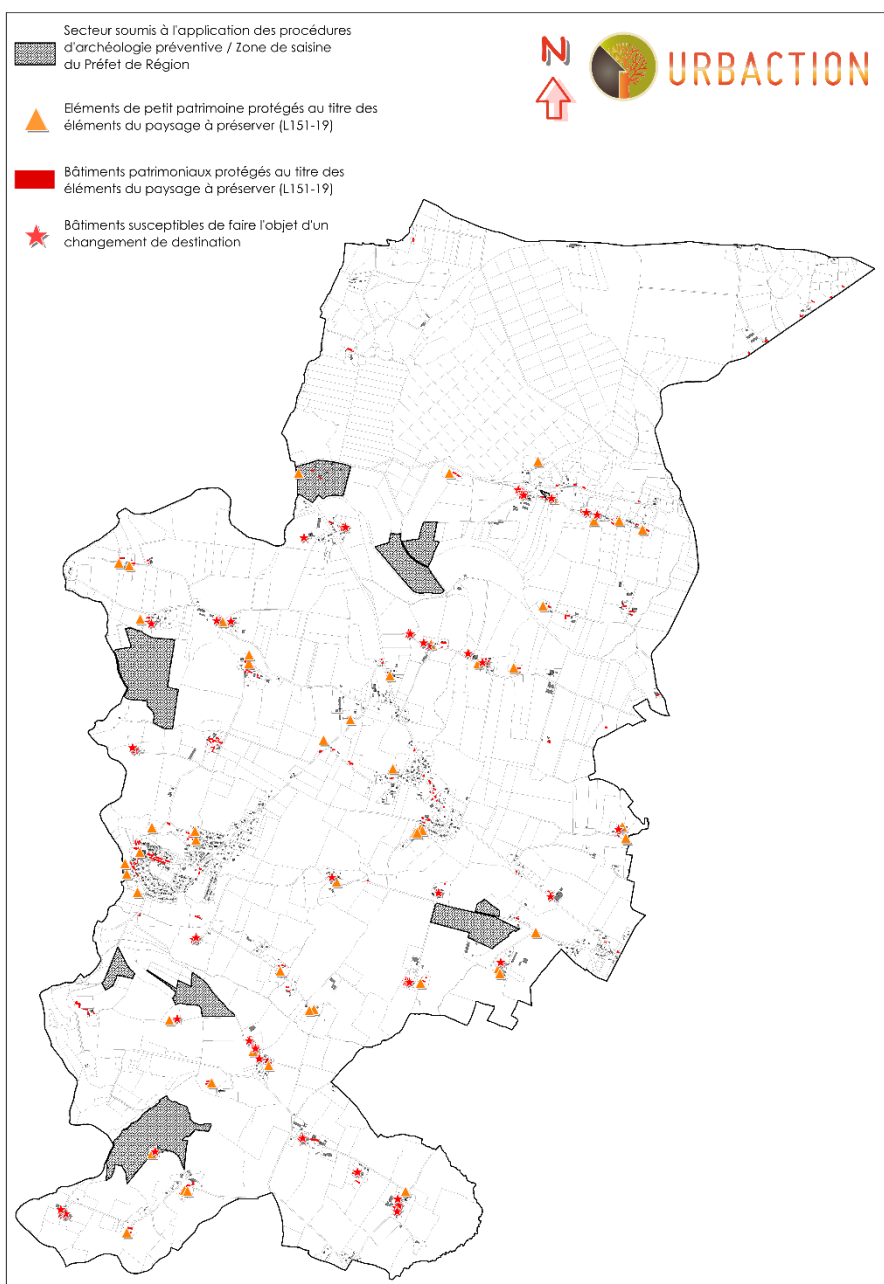 Secteur soumis à l'application des procédures
d'archéologie préventive / Zone de saisine
du Préfet de Région
Eléments de petit patrimoine protégés au titre des
éléments du paysage à préserver (L151-19)
Bâtiments patrimoniaux protégés au titre des
éléments du paysage à préserver (L151-19)
Bâtiments susceptibles de faire l'objet d'un
changement de destination
N
URBACTION